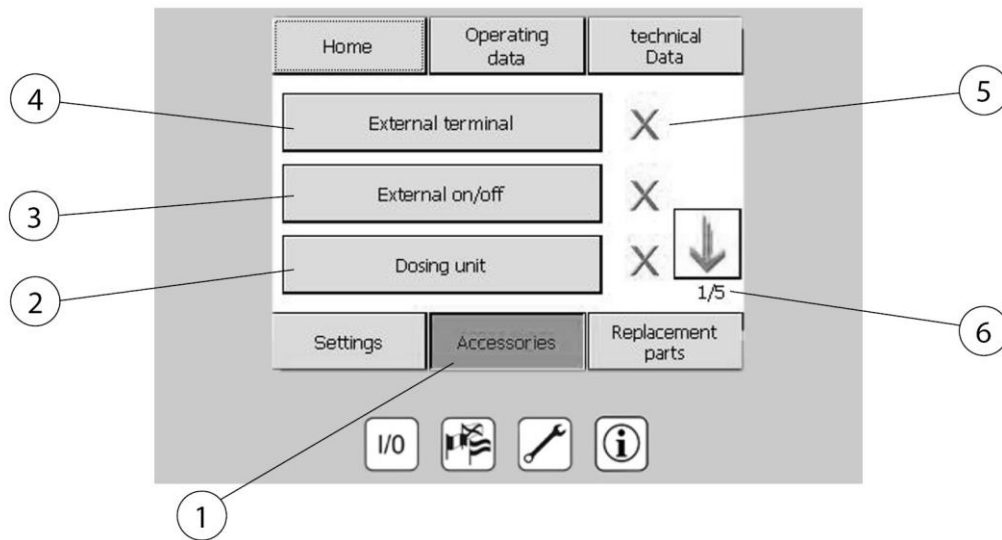 Home
Operating
data
technical
Data
4
External terminal
X
5
3
External on/off
X
2
Dosing unit
X
1/5
6
Settings
Accessories
Replacement
parts
I/0
i
1